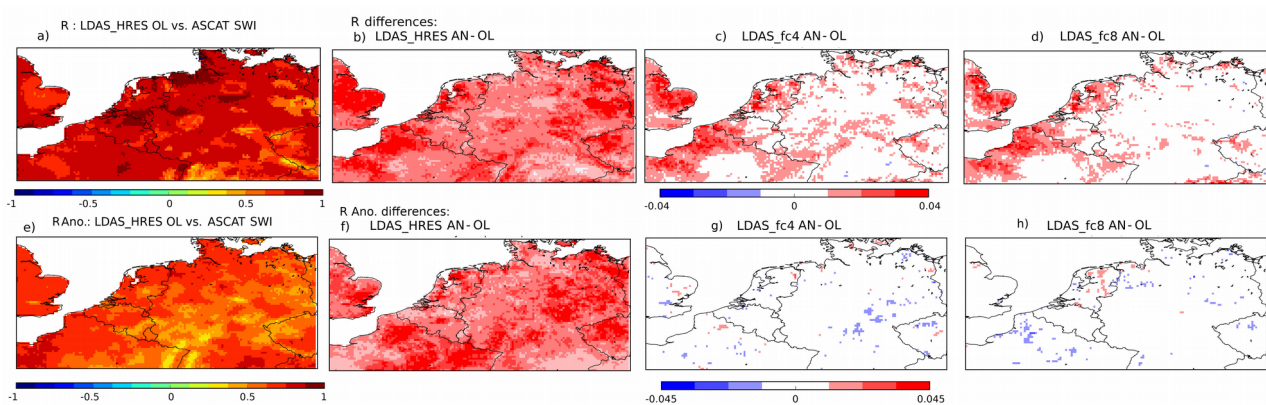 R : LDAS_HRES OL vs. ASCAT SWI
R differences:
a)
b) LDAS_HRES AN-OL
c) LDAS_fc4 AN-OL
d) LDAS_fc8 AN-OL
-1 -0.5 0 0.5 1
-0.04 0 0.04
R Ano.: LDAS_HRES OL vs. ASCAT SWI
R Ano. differences:
e)
f) LDAS_HRES AN-OL
g) LDAS_fc4 AN-OL
h) LDAS_fc8 AN-OL
-1 -0.5 0 0.5 1
-0.045 0 0.045